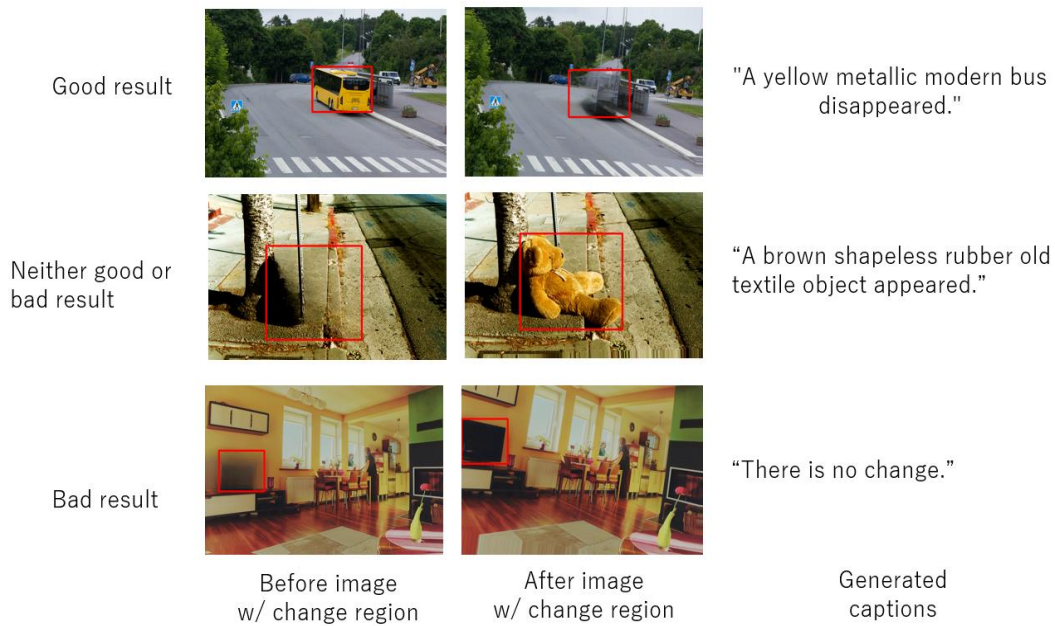 Good result
"A yellow metallic modern bus
disappeared."
Neither good or
bad result
“A brown shapeless rubber old
textile object appeared.”
Bad result
“There is no change.”
Before image
w/ change region
After image
w/ change region
Generated
captions